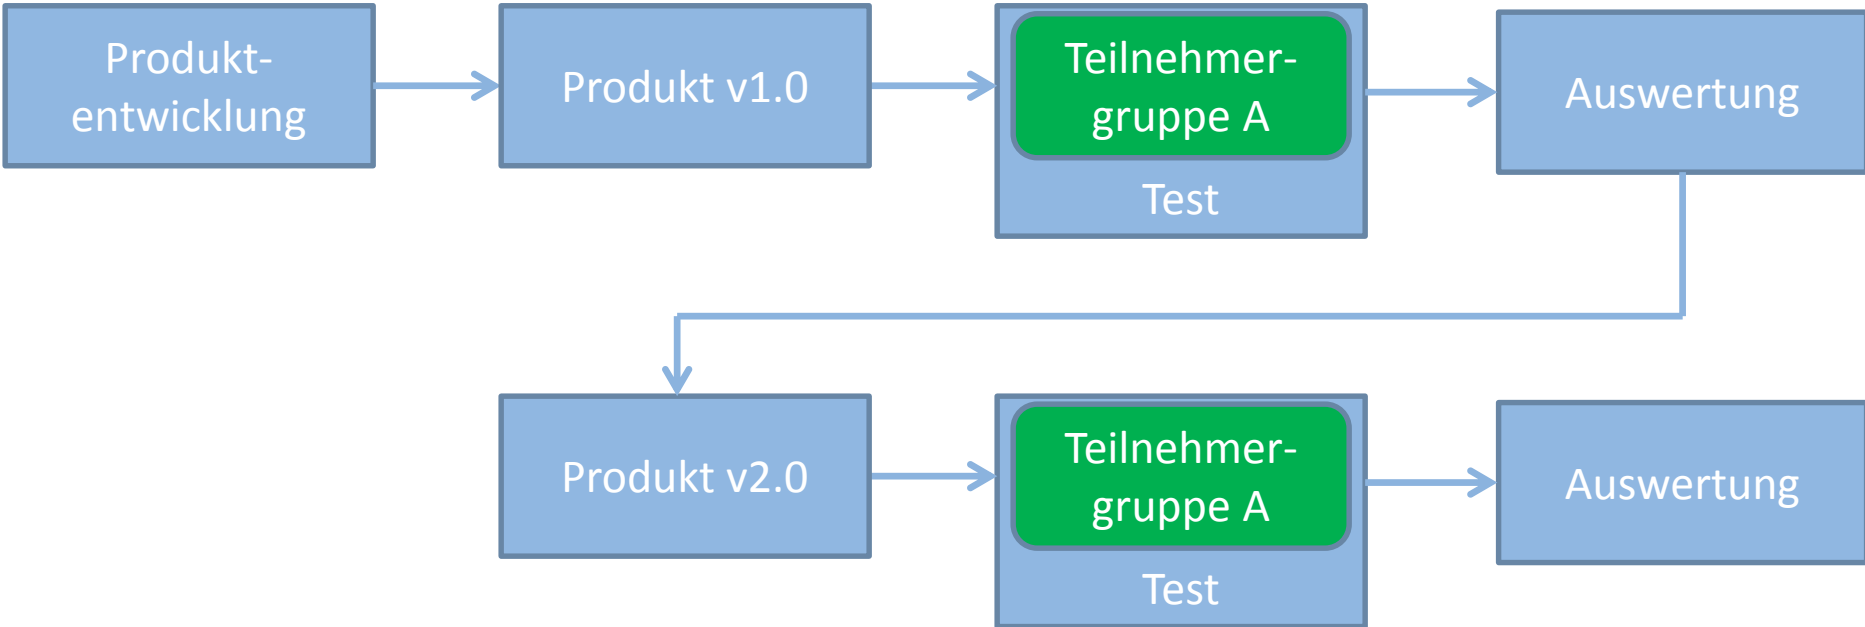 Produkt-
entwicklung
Produkt v1.0
Teilnehmer-
gruppe A
Test
Auswertung
Produkt v2.0
Teilnehmer-
gruppe A
Test
Auswertung